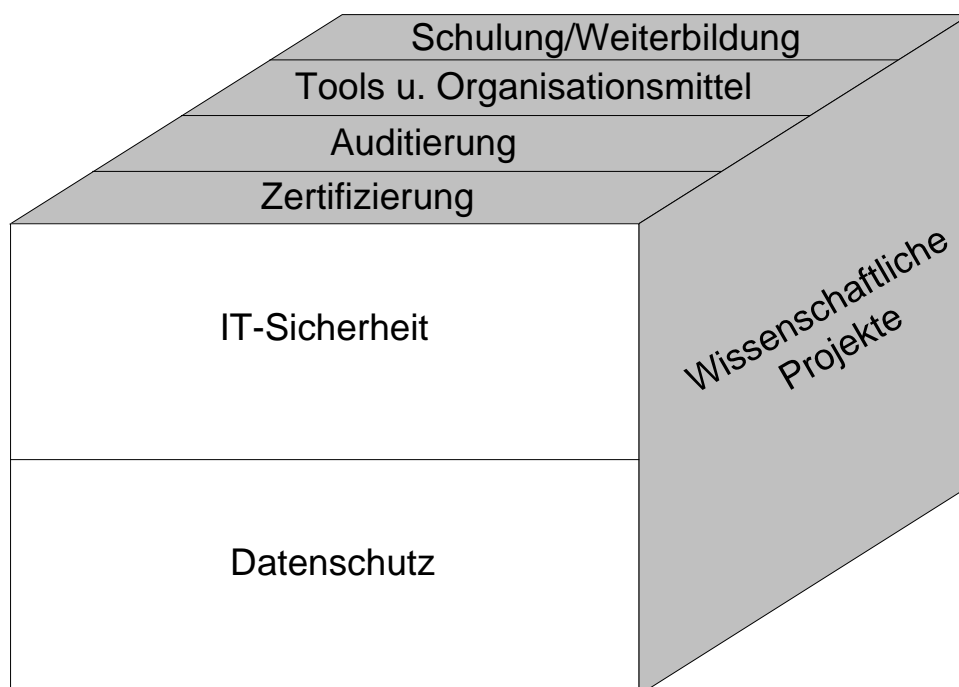 Schulung/Weiterbildung
Tools u. Organisationsmittel
Auditierung
Zertifizierung
IT-Sicherheit
Wissenschaftliche
Projekte
Datenschutz